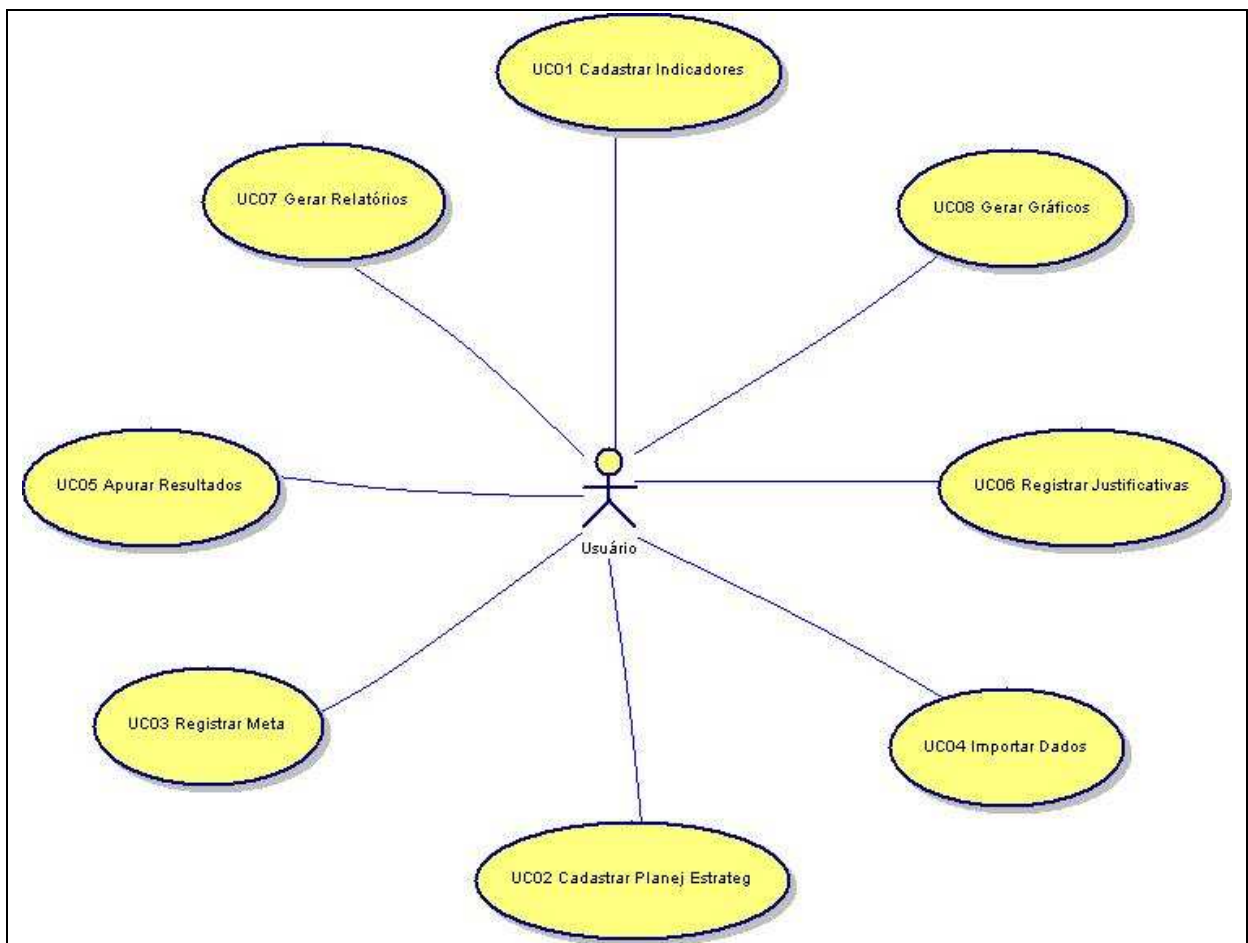 UC01 Cadastrar Indicadores
UC07 Gerar Relatórios
UC08 Gerar Gráficos
UC05 Apurar Resultados
UC06 Registrar Justificativas
Usuário
UC03 Registrar Meta
UC04 Importar Dados
UC02 Cadastrar Planej Estrateg